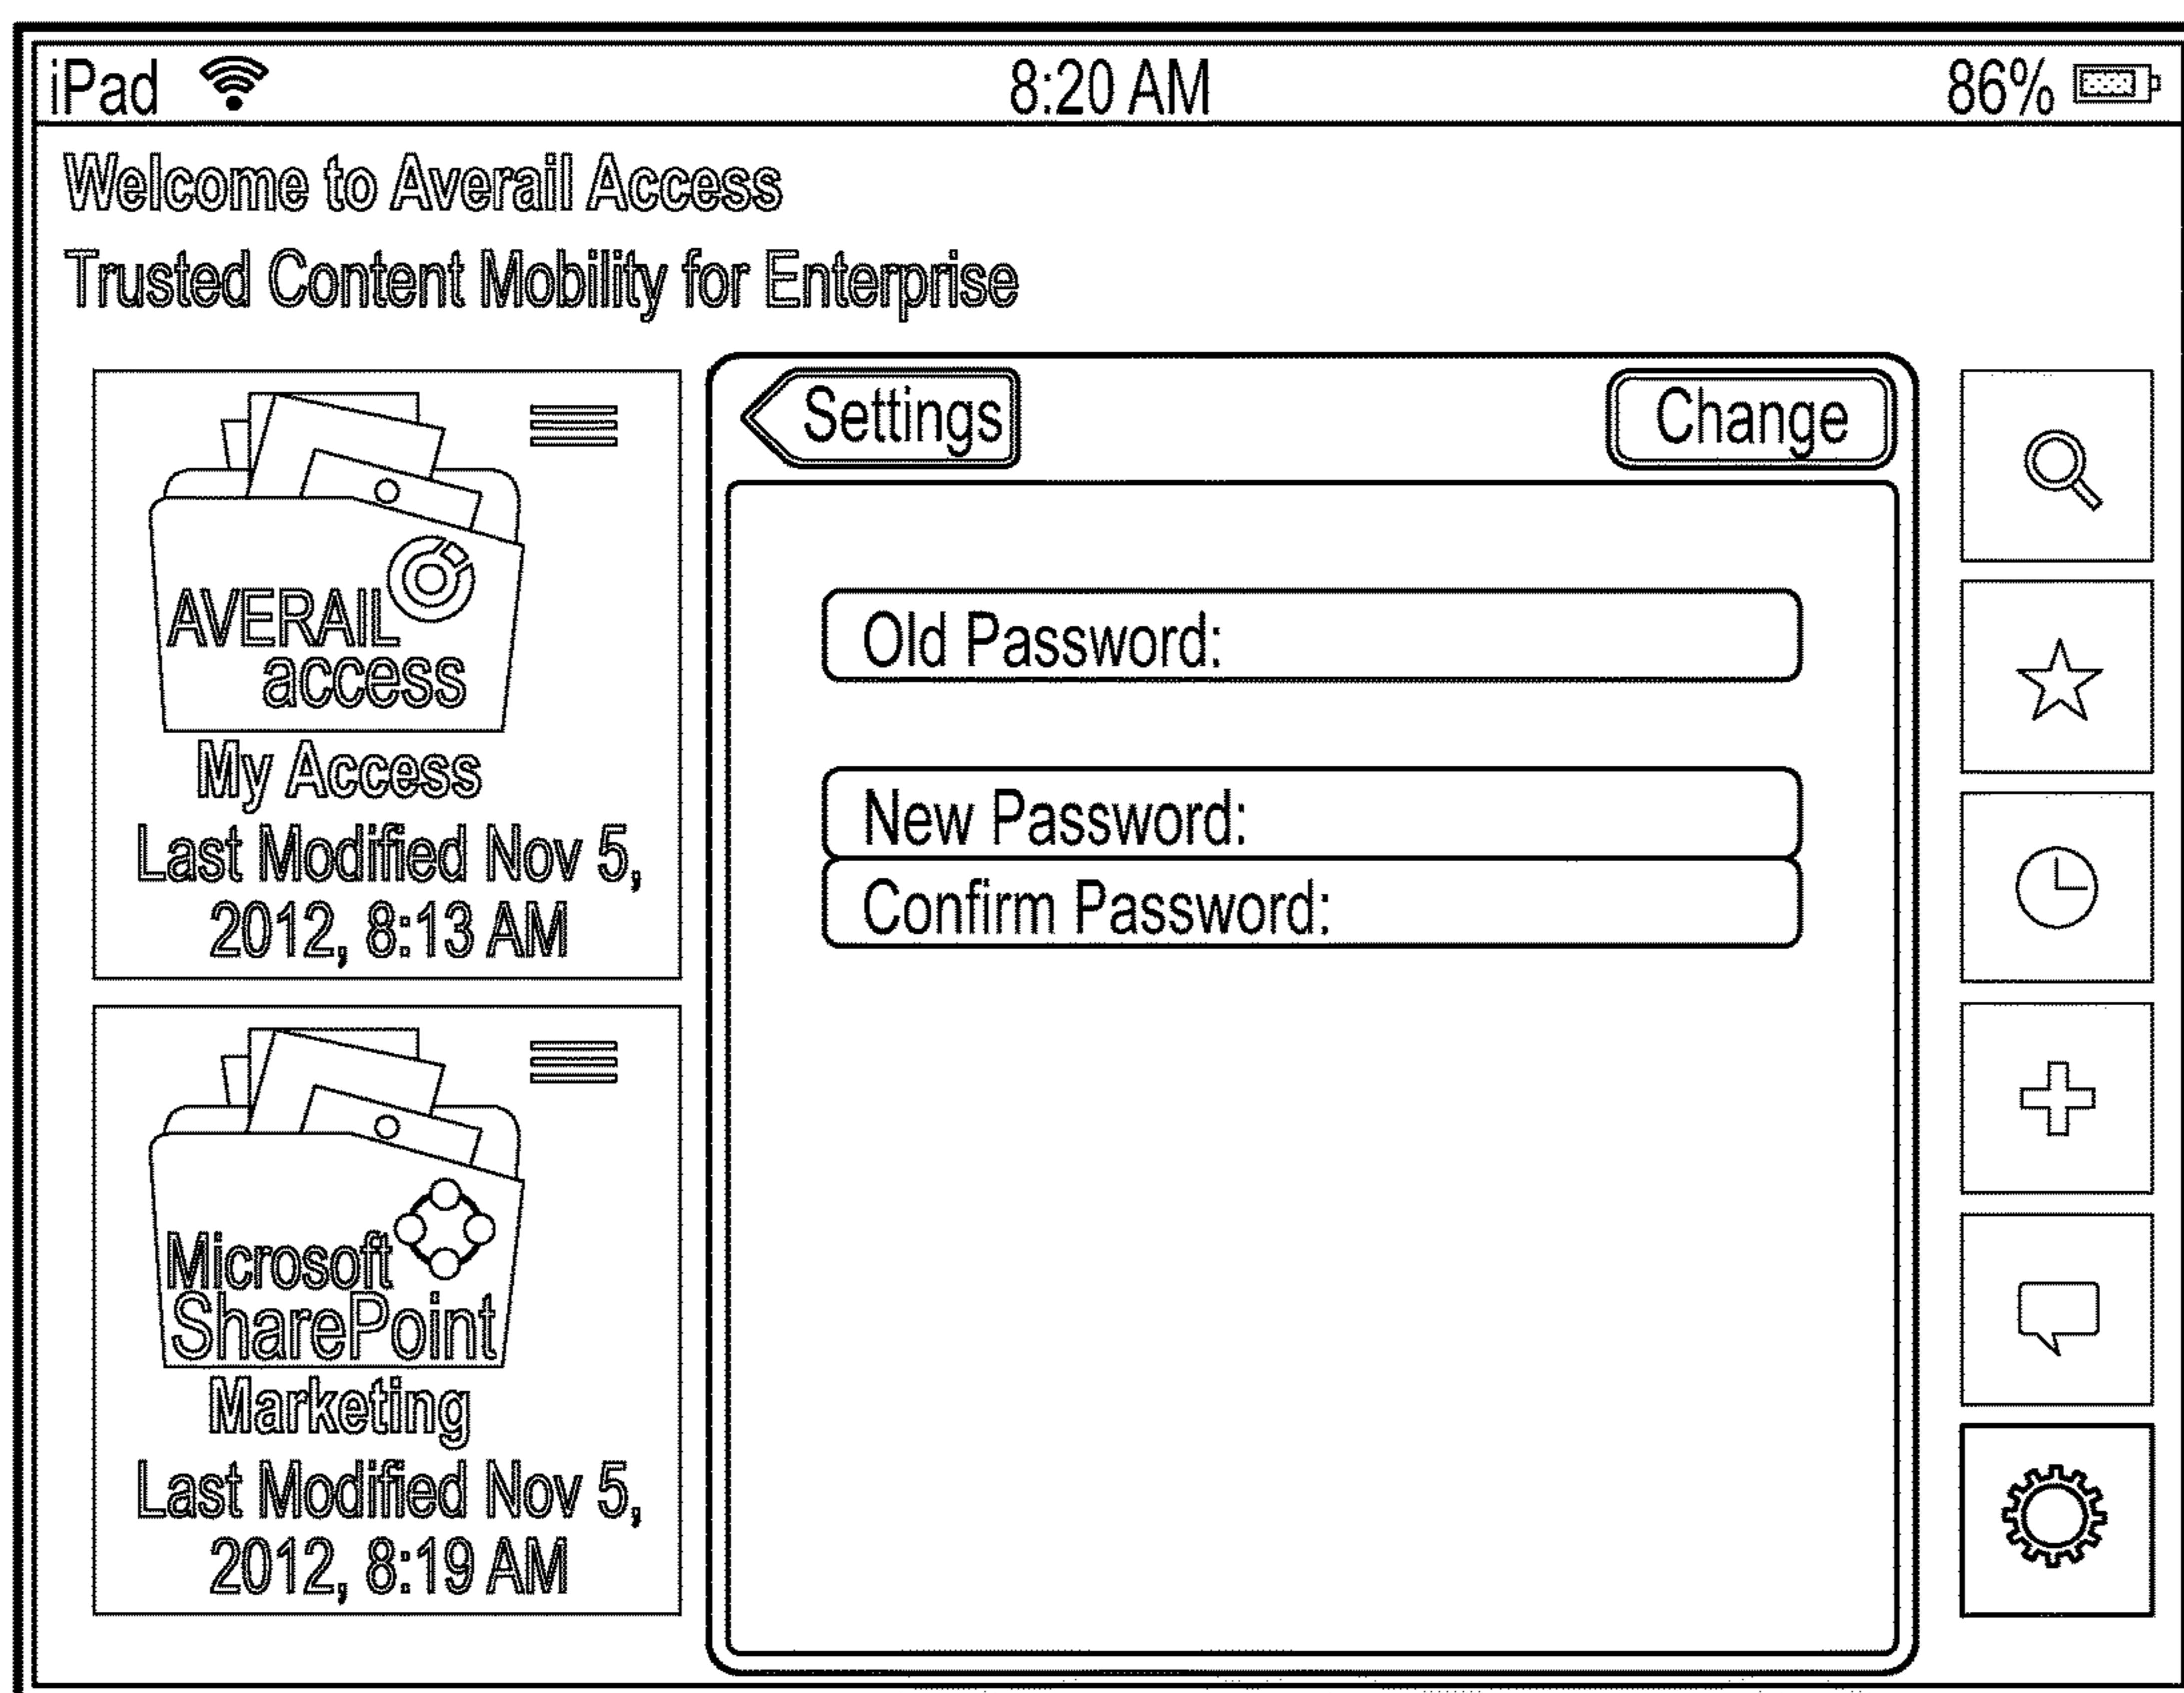 iPad 8:20 AM 86%
Welcome to Averail Access
Trusted Content Mobility for Enterprise
AVERAIL
access
My Access
Last Modified Nov 5,
2012, 8:13 AM
Microsoft
SharePoint
Marketing
Last Modified Nov 5,
2012, 8:19 AM
Settings Change
Old Password:
New Password:
Confirm Password: